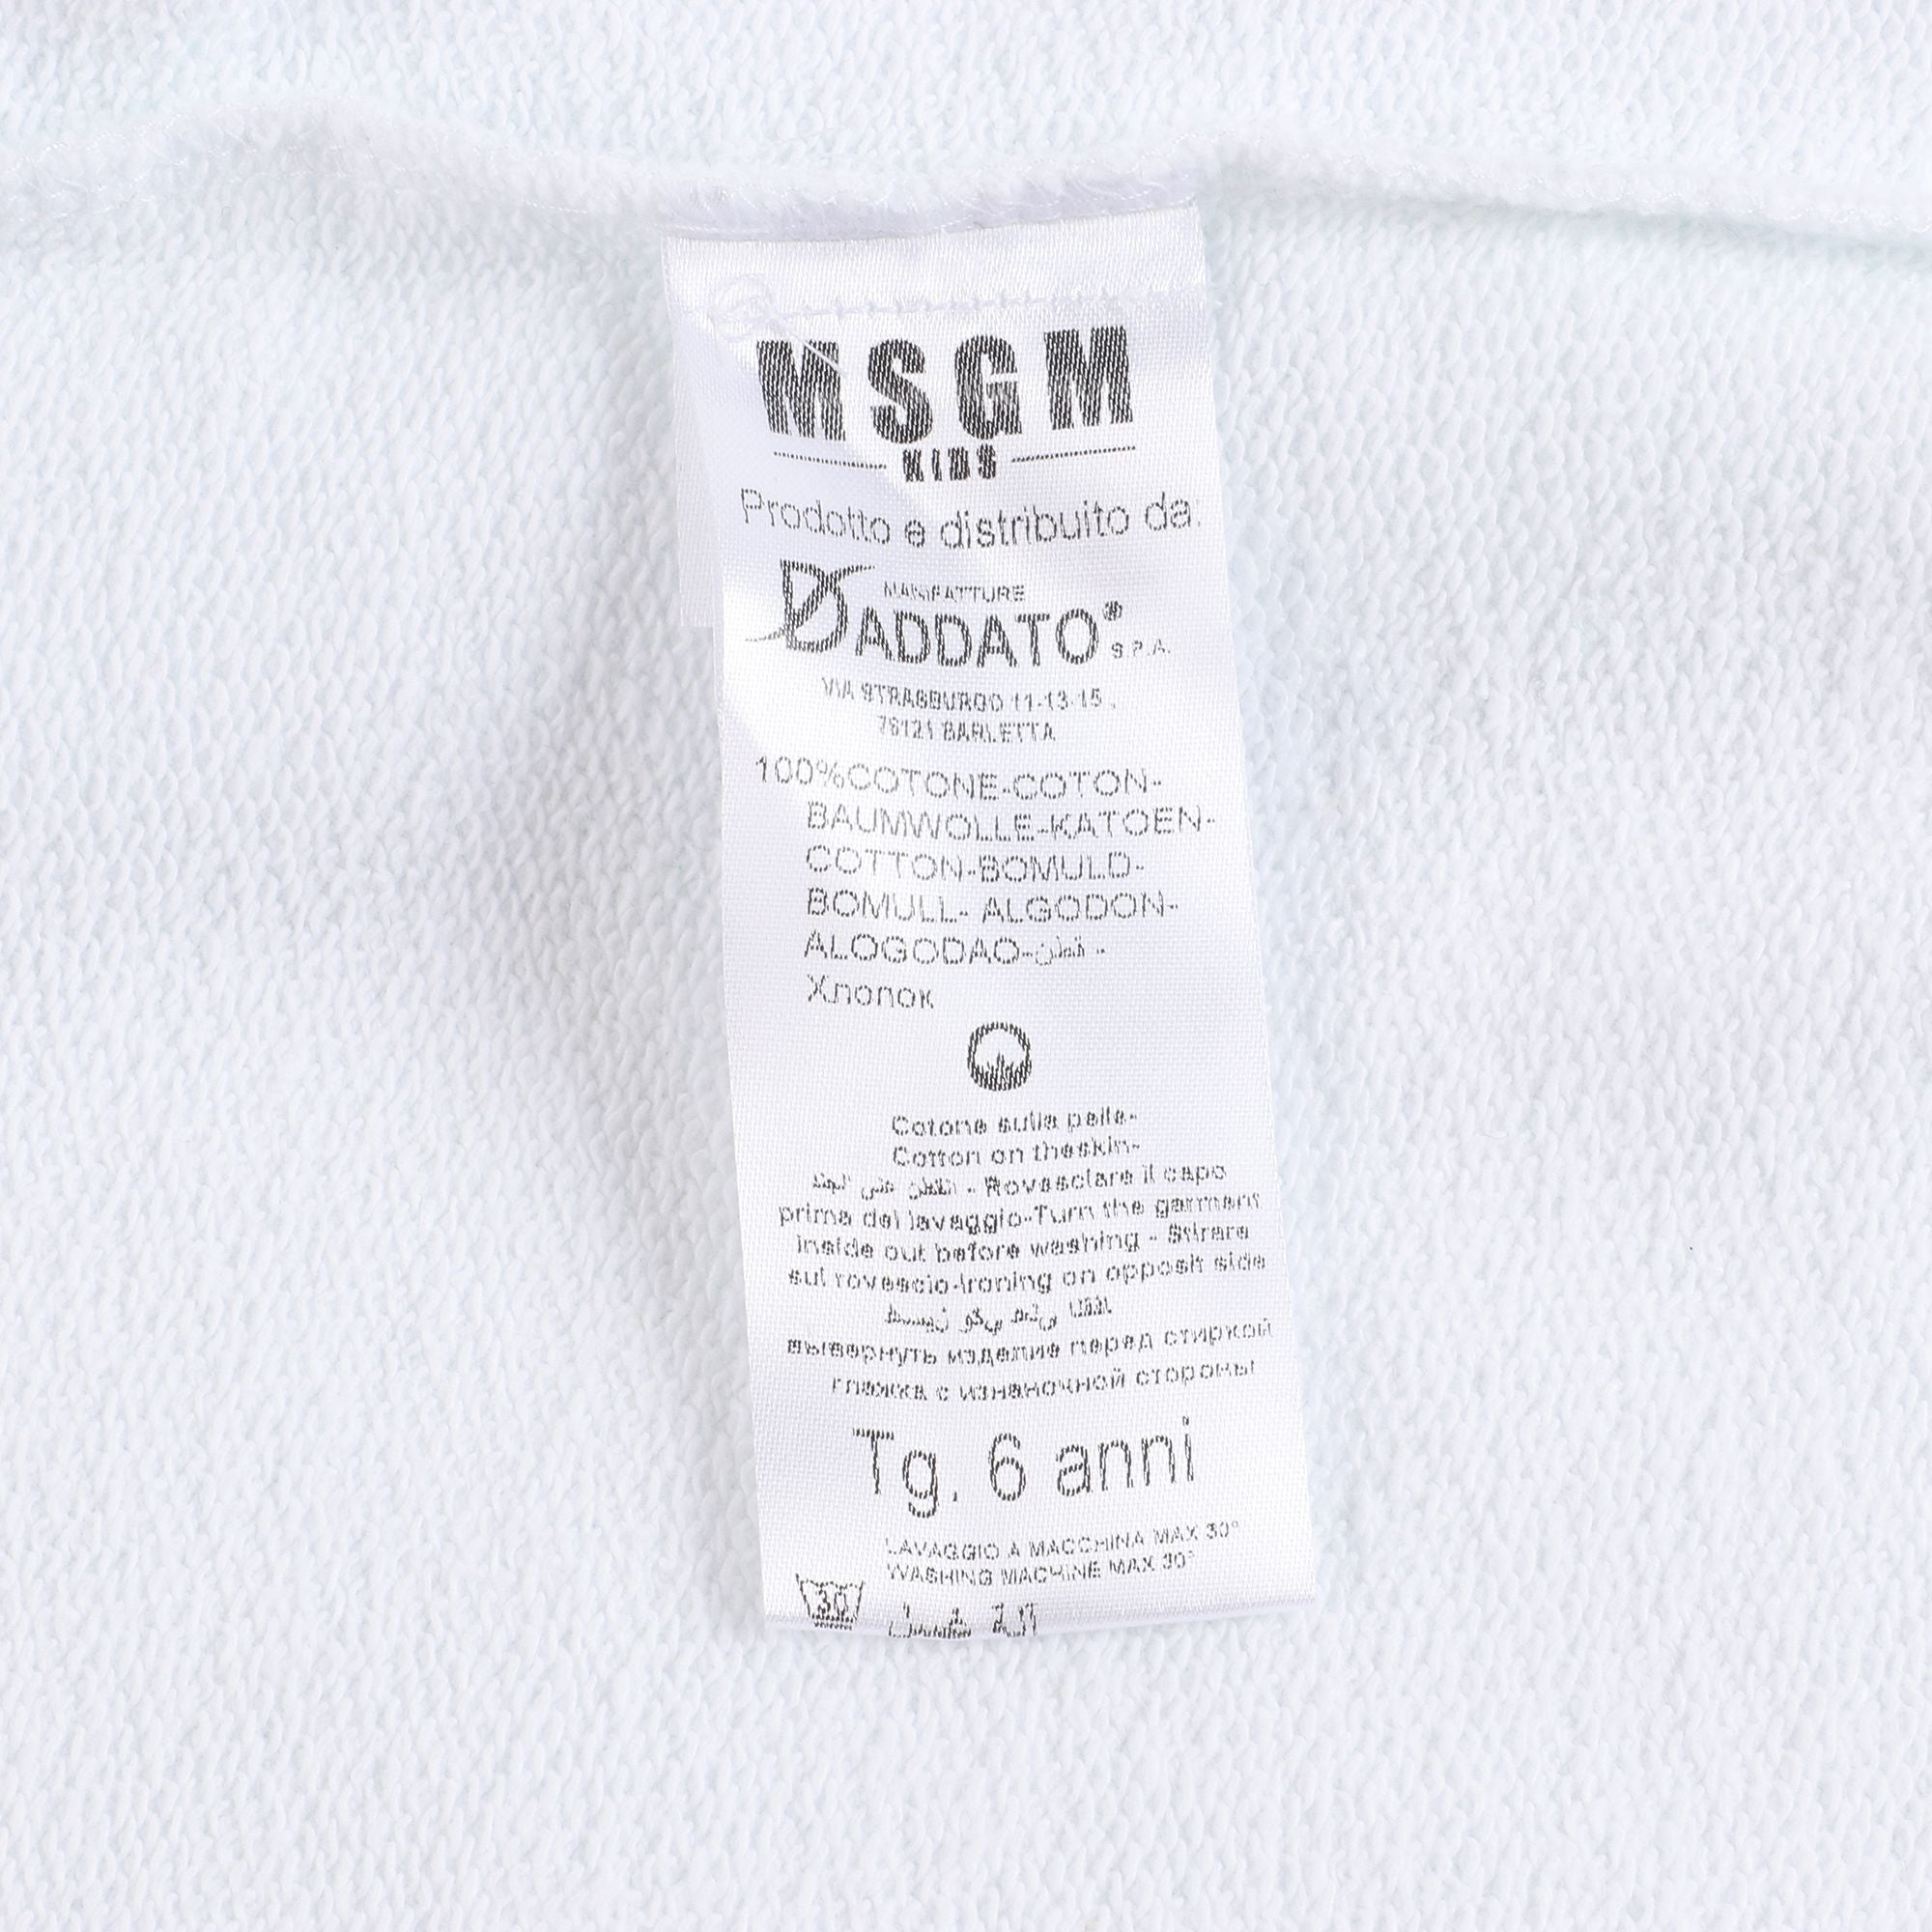 MSGM
KIDS
Prodotto e distribuito da:
MANIFATTURE
DADDATO® S.P.A.
VIA STRASBURGO 11-13-15 ,
76121 BARLETTA
100%COTONE-COTON-
BAUMWOLLE-KATOEN-
COTTON-BOMULD-
BOMULL- ALGODON-
ALOGODAO-قطن -
Хлопок
Cotone sulla pelle-
Cotton on theskin-
- Rovesciare il capo
prima del lavaggio-Turn the garment
inside out before washing - Stirare
sul rovescio-Ironing on opposit side
вывернуть изделие перед стиркой
глажка с изнаночной стороны
Tg. 6 anni
LAVAGGIO A MACCHINA MAX 30°
WASHING MACHINE MAX 30°
30